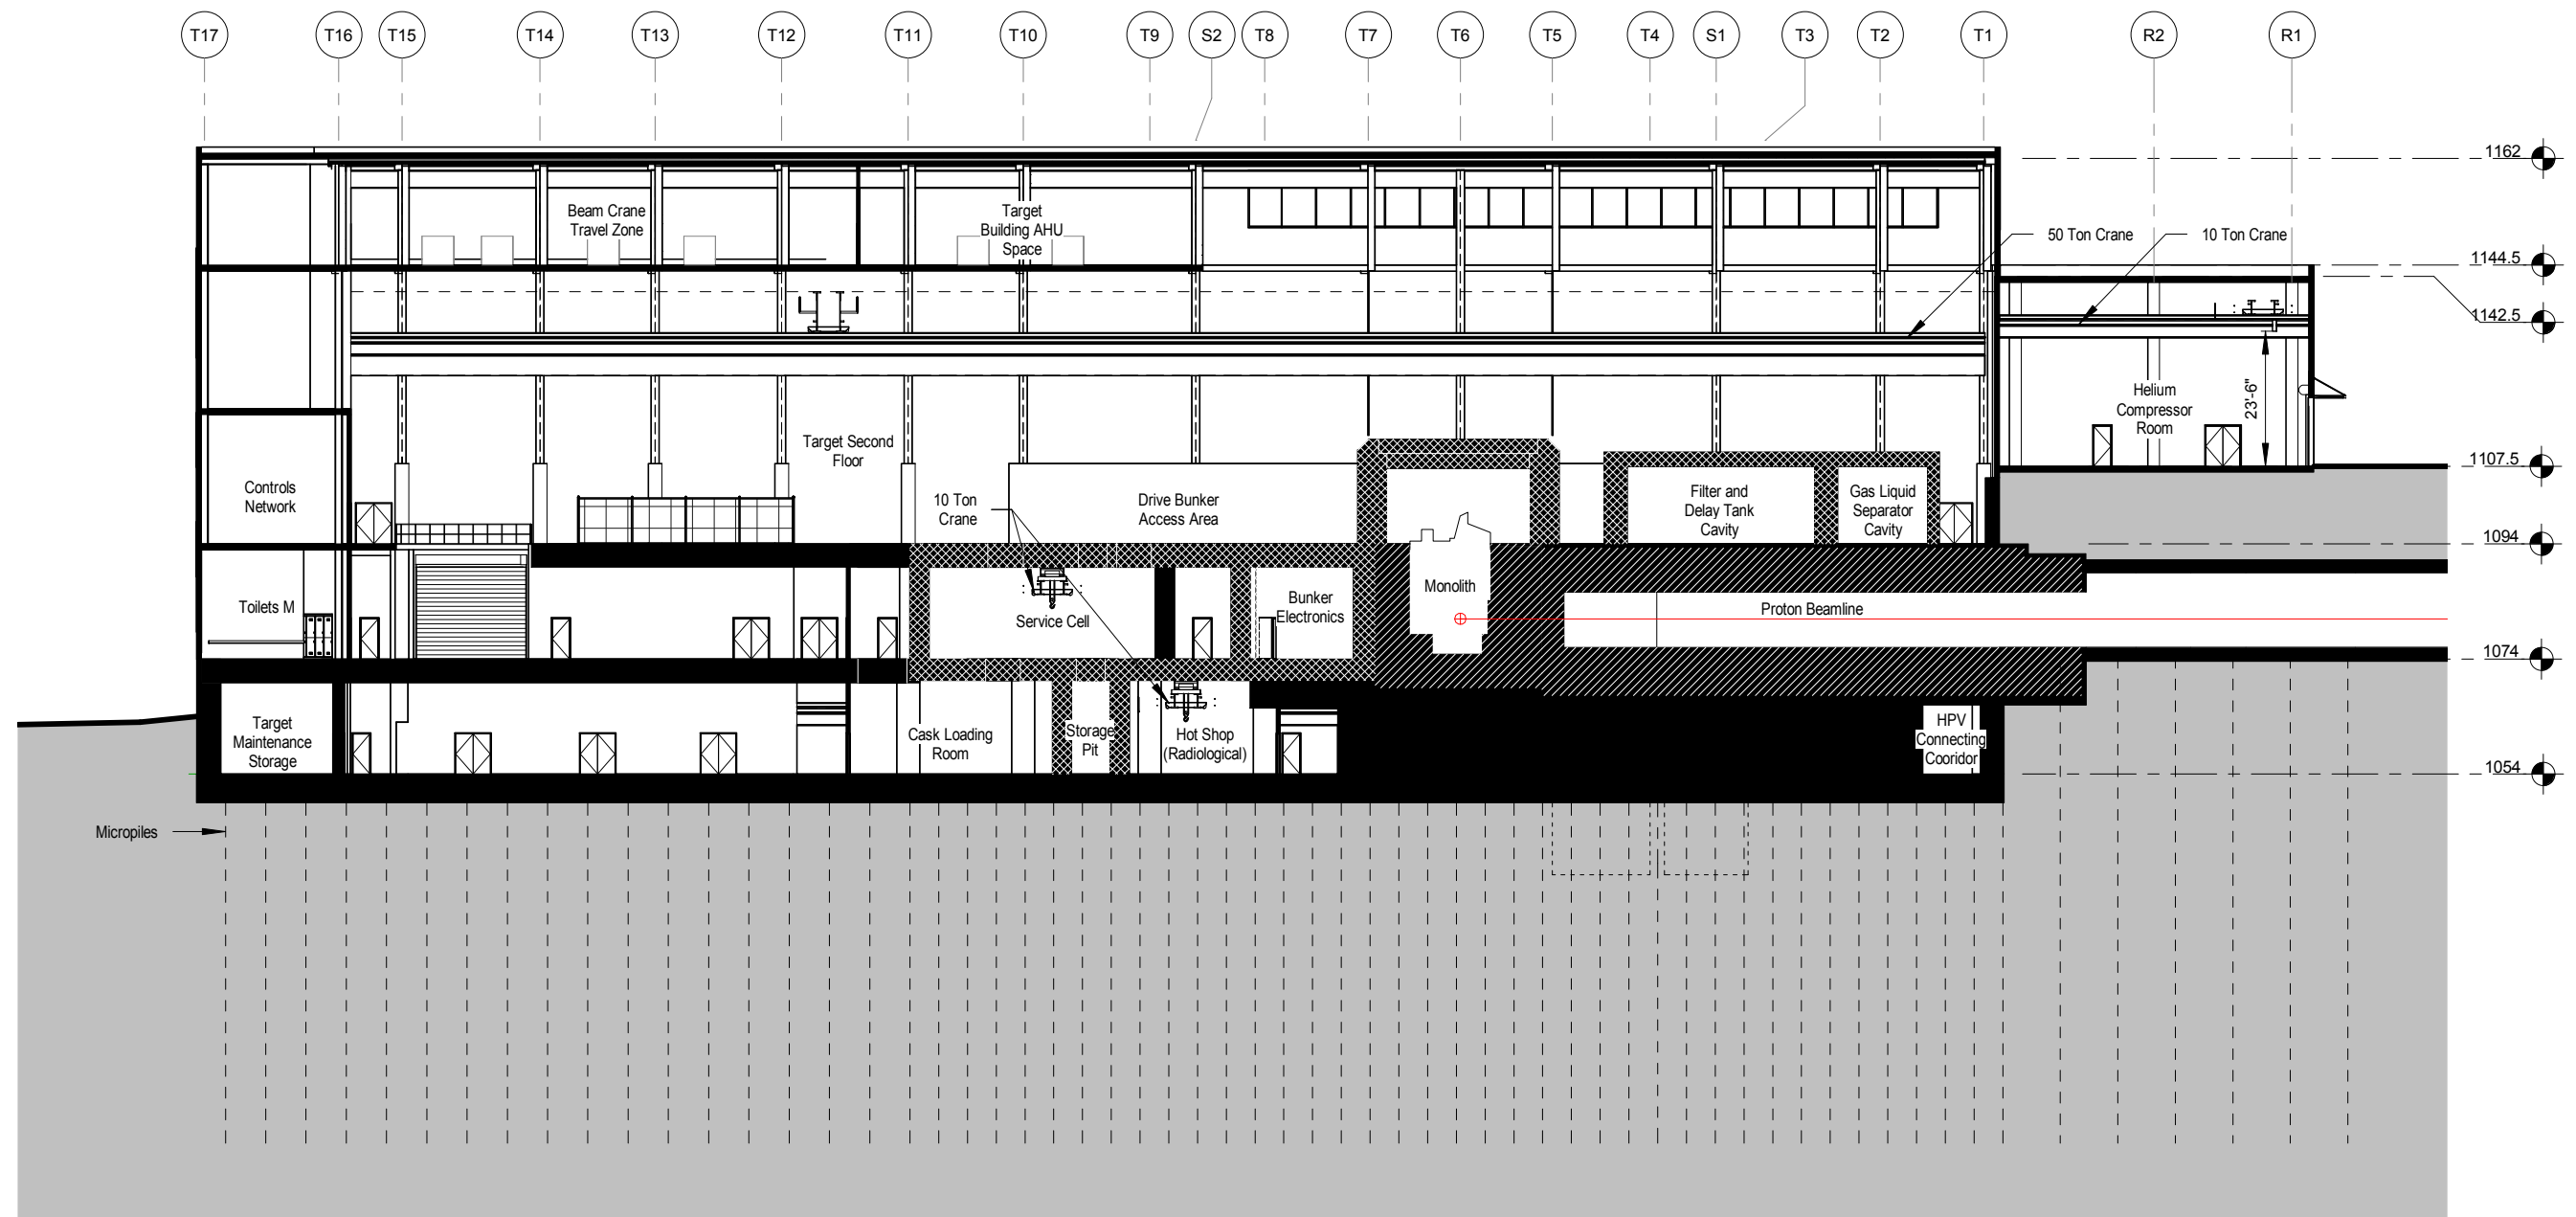 T17 T16 T15 T14 T13 T12 T11 T10 T9 S2 T8 T7 T6 T5 T4 S1 T3 T2 T1 R2 R1
1162
Beam Crane
Travel Zone
Target
Building AHU
Space
50 Ton Crane
10 Ton Crane
1144.5
1142.5
Helium
Compressor
Room
23'-6"
Target Second
Floor
1107.5
Controls
Network
10 Ton
Crane
Drive Bunker
Access Area
Filter and
Delay Tank
Cavity
Gas Liquid
Separator
Cavity
1094
Toilets M
Service Cell
Bunker
Electronics
Monolith
Proton Beamline
1074
Target
Maintenance
Storage
Cask Loading
Room
Storage
Pit
Hot Shop
(Radiological)
HPV
Connecting
Cooridor
1054
Micropiles